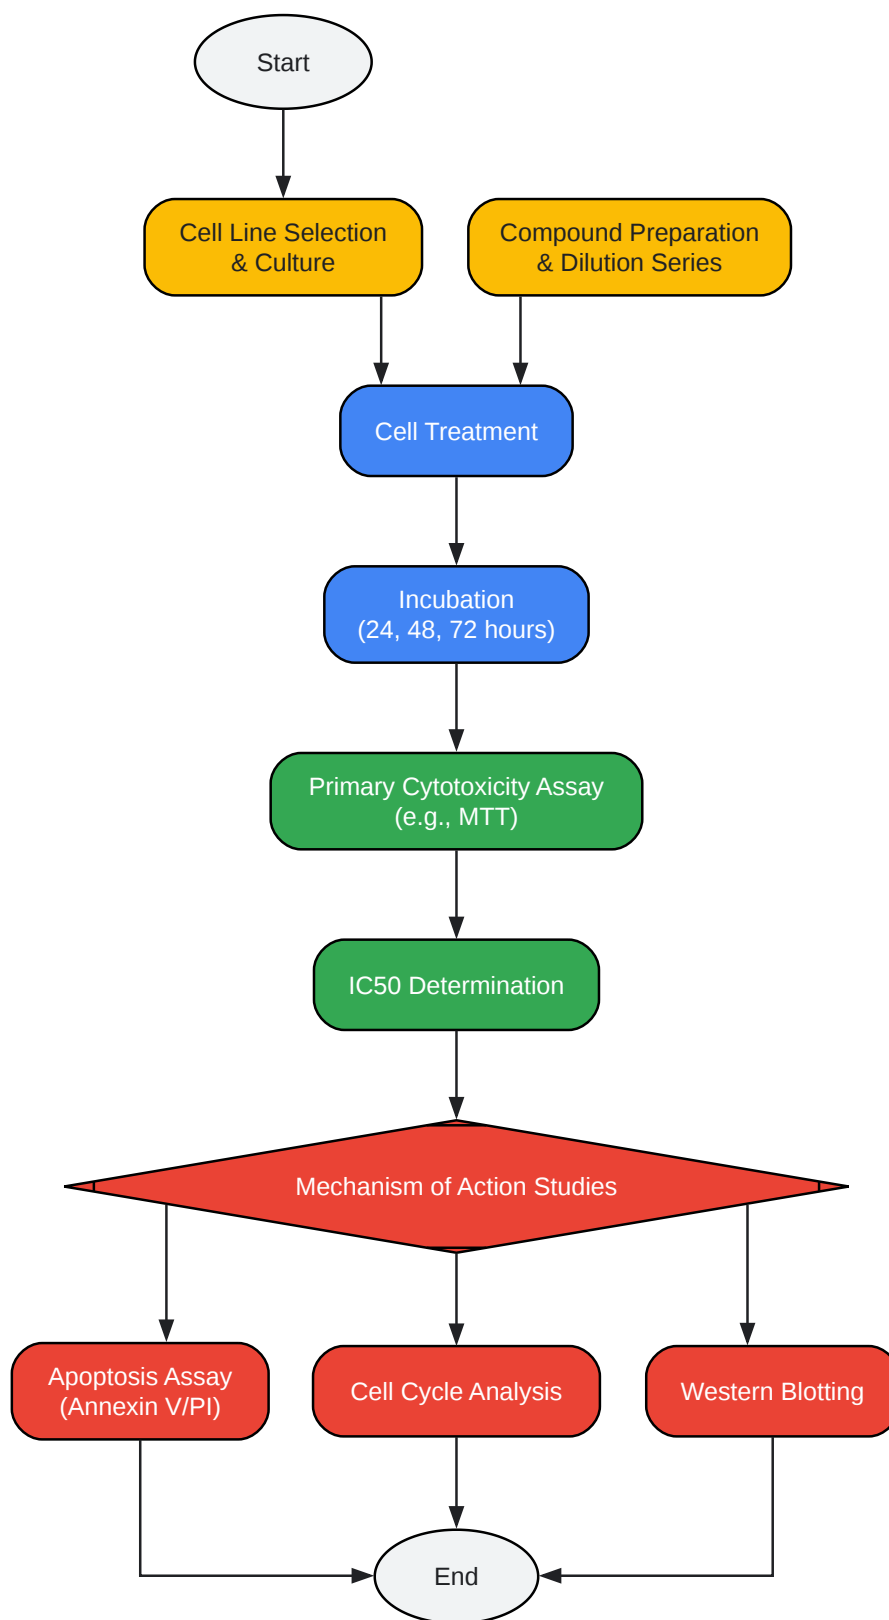 Start
Cell Line Selection
& Culture
Compound Preparation
& Dilution Series
Cell Treatment
Incubation
(24, 48, 72 hours)
Primary Cytotoxicity Assay
(e.g., MTT)
IC50 Determination
Mechanism of Action Studies
Apoptosis Assay
(Annexin V/PI)
Cell Cycle Analysis
Western Blotting
End